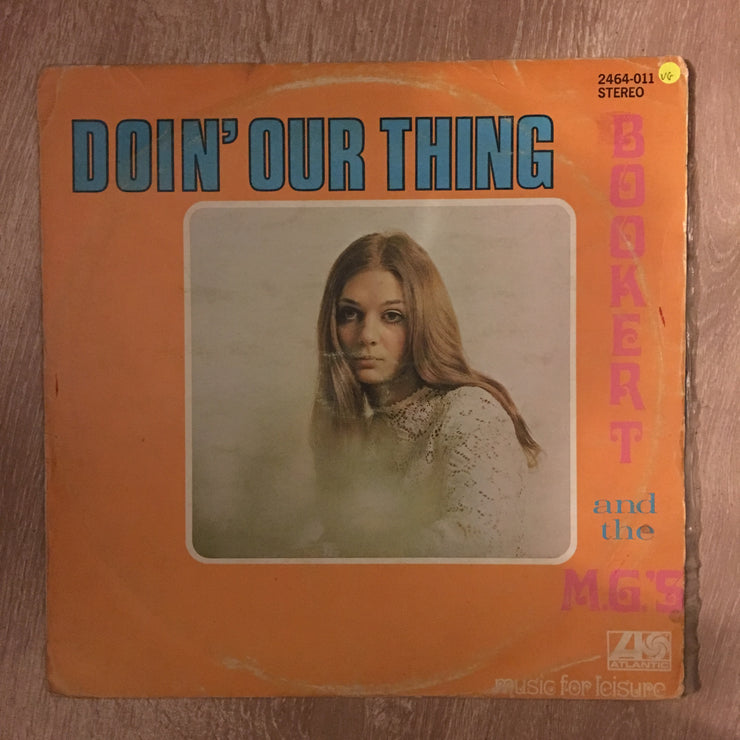 2464-011
STEREO
VG
DOIN' OUR THING
BOOKER T
and
the
M.G.'S
ATLANTIC
music for leisure